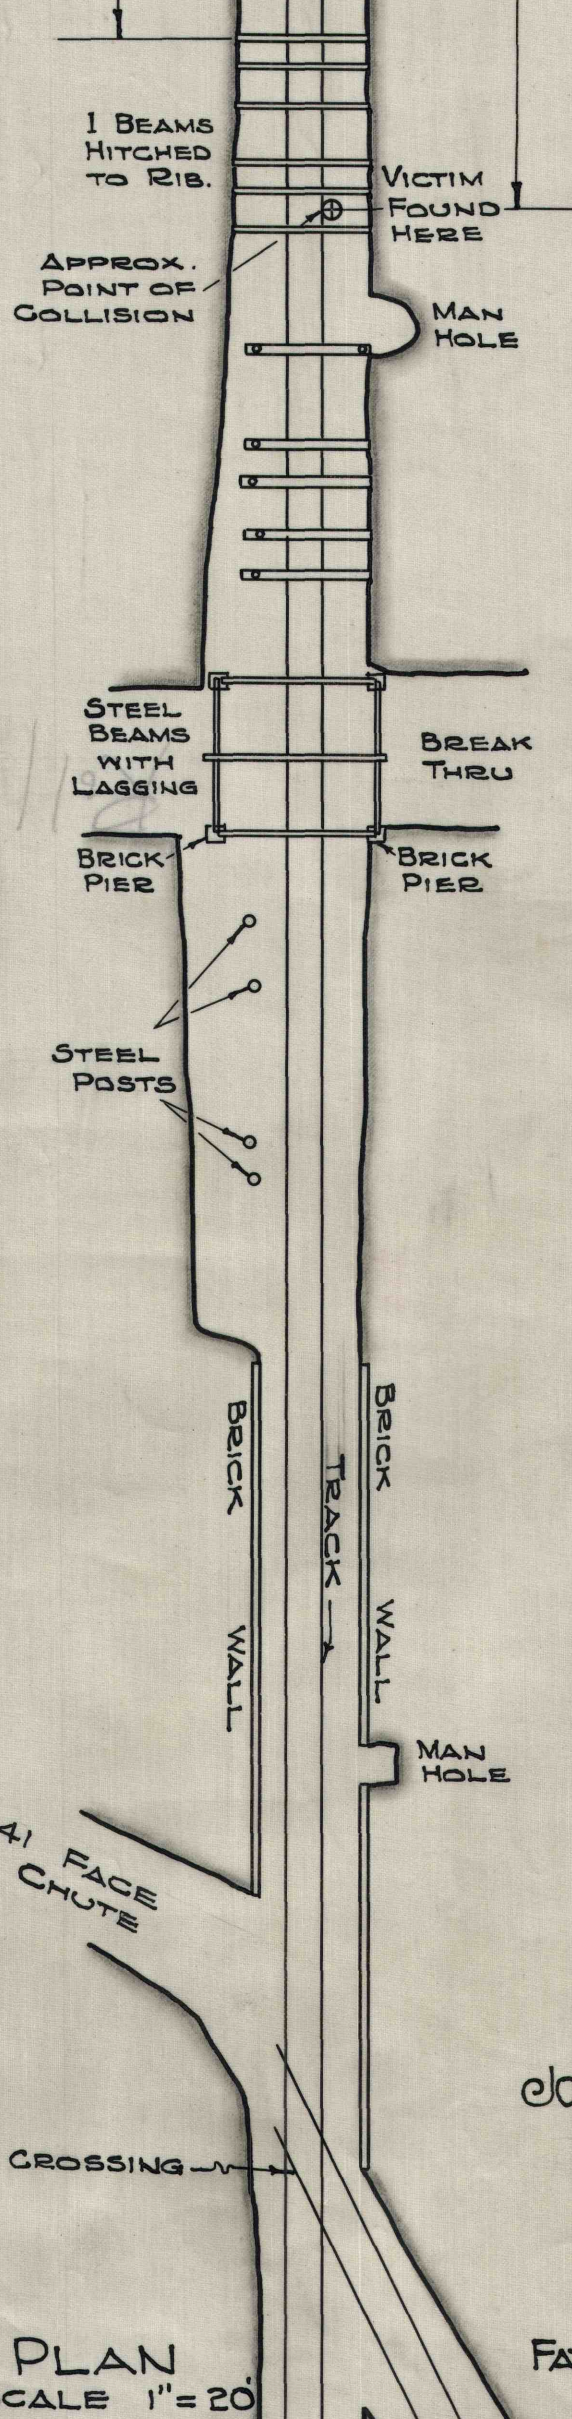 I BEAMS
HITCHED
TO RIB.
VICTIM
FOUND
HERE
APPROX.
POINT OF
COLLISION
MAN
HOLE
STEEL
BEAMS
WITH
LAGGING
BREAK
THRU
BRICK
PIER
BRICK
PIER
STEEL
POSTS
BRICK WALL
TRACK
BRICK WALL
MAN
HOLE
41 FACE
CHUTE
CROSSING
PLAN
CALE 1"=20'